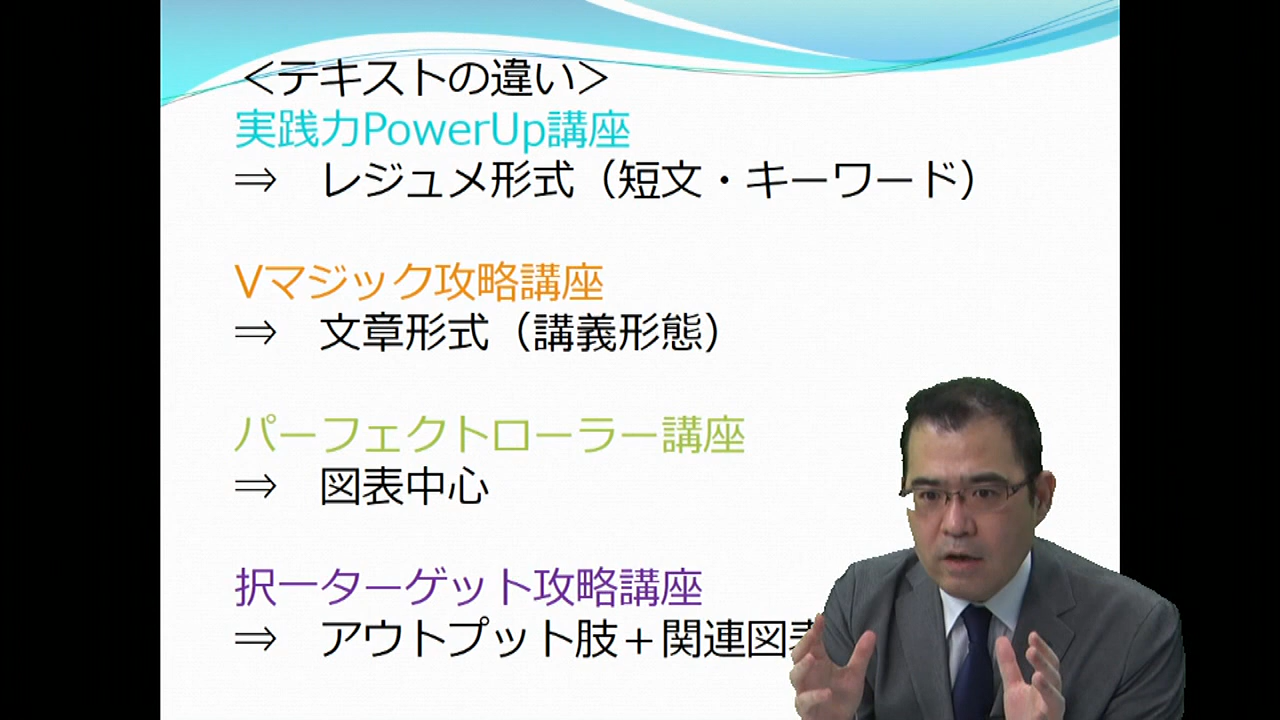 ＜テキストの違い＞
実践力PowerUp講座
⇒　レジュメ形式（短文・キーワード）
Vマジック攻略講座
⇒　文章形式（講義形態）
パーフェクトローラー講座
⇒　図表中心
択一ターゲット攻略講座
⇒　アウトプット肢＋関連図表